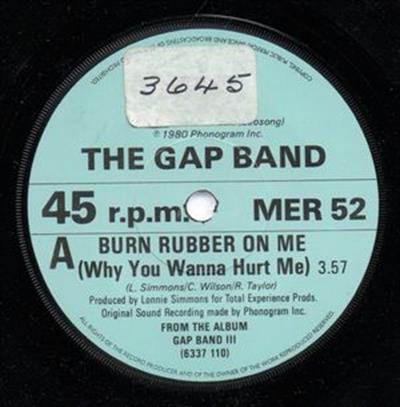 3645
℗1980 Phonogram Inc.
THE GAP BAND
45 r.p.m. MER 52
A BURN RUBBER ON ME
(Why You Wanna Hurt Me) 3.57
(L. Simmons/C. Wilson/R. Taylor)
Produced by Lonnie Simmons for Total Experience Prods.
Original Sound Recording made by Phonogram Inc.
FROM THE ALBUM
GAP BAND III
(6337 110)
ALL RIGHTS OF THE RECORD PRODUCER AND OF THE OWNER OF THE WORK REPRODUCED RESERVED.